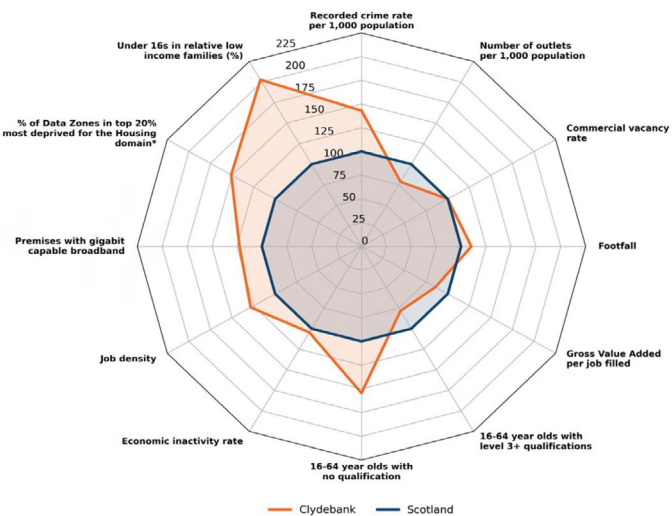 Recorded crime rate
per 1,000 population
Number of outlets
per 1,000 population
Commercial vacancy
rate
Footfall
Gross Value Added
per job filled
16-64 year olds with
level 3+ qualifications
16-64 year olds with
no qualification
Economic inactivity rate
Job density
Premises with gigabit
capable broadband
% of Data Zones in top 20%
most deprived for the Housing
domain*
Under 16s in relative low
income families (%)
225
200
175
150
125
100
75
50
25
0
Clydebank
Scotland